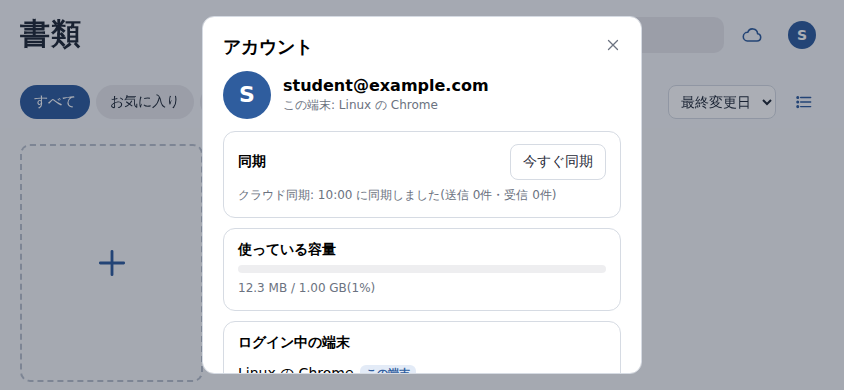 書類
S
すべて
お気に入り
最終変更日
アカウント
S
student@example.com
この端末: Linux の Chrome
同期
今すぐ同期
クラウド同期: 10:00 に同期しました(送信 0件・受信 0件)
使っている容量
12.3 MB / 1.00 GB(1%)
ログイン中の端末
Linux の Chrome この端末